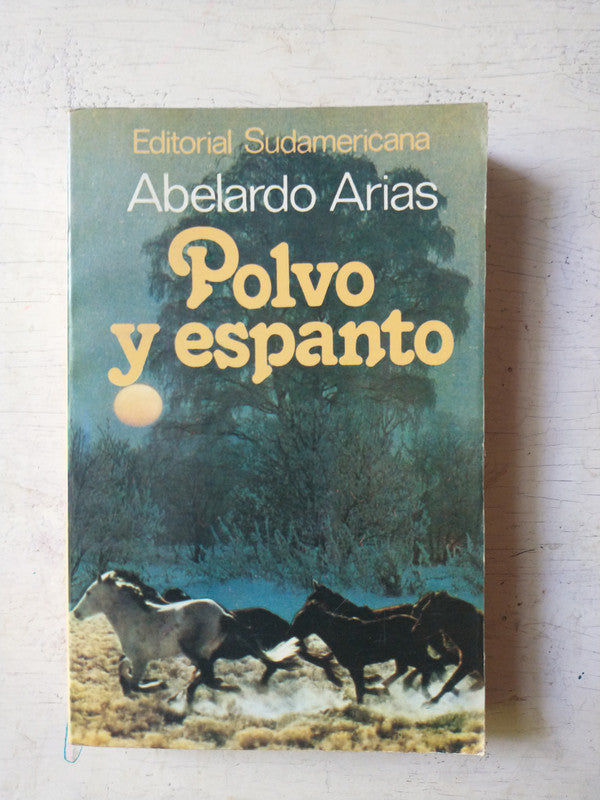 Editorial Sudamericana
Abelardo Arias
Polvo
y espanto